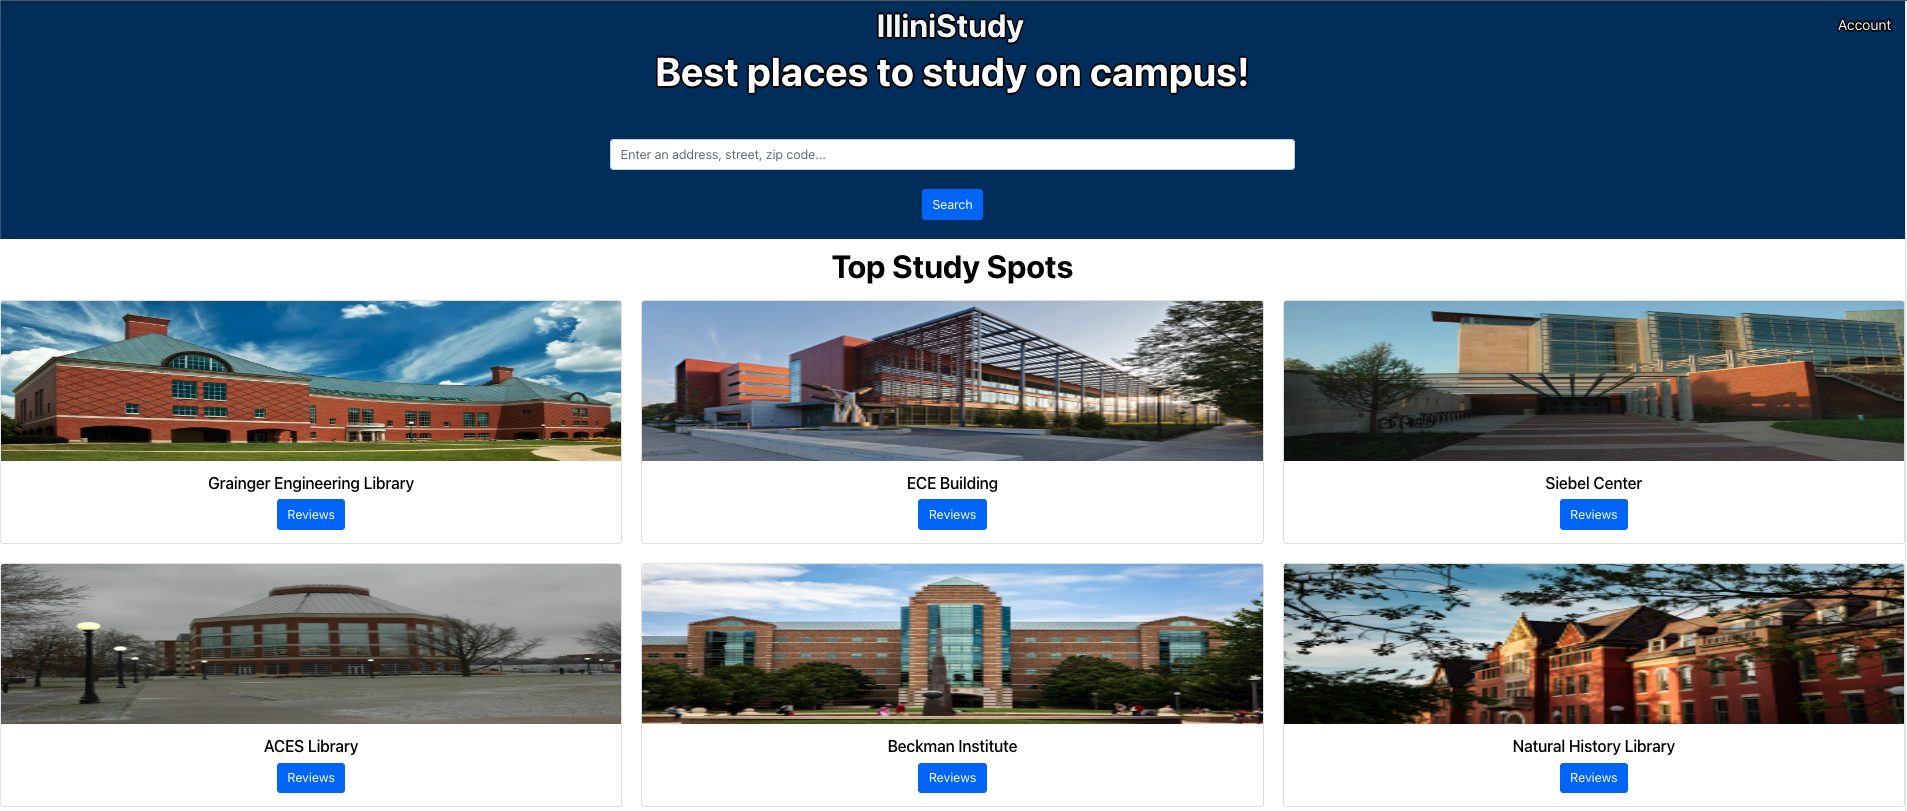 IlliniStudy
Account
Best places to study on campus!
Enter an address, street, zip code...
Search
Top Study Spots
Grainger Engineering Library
Reviews
ECE Building
Reviews
Siebel Center
Reviews
ACES Library
Reviews
Beckman Institute
Reviews
Natural History Library
Reviews